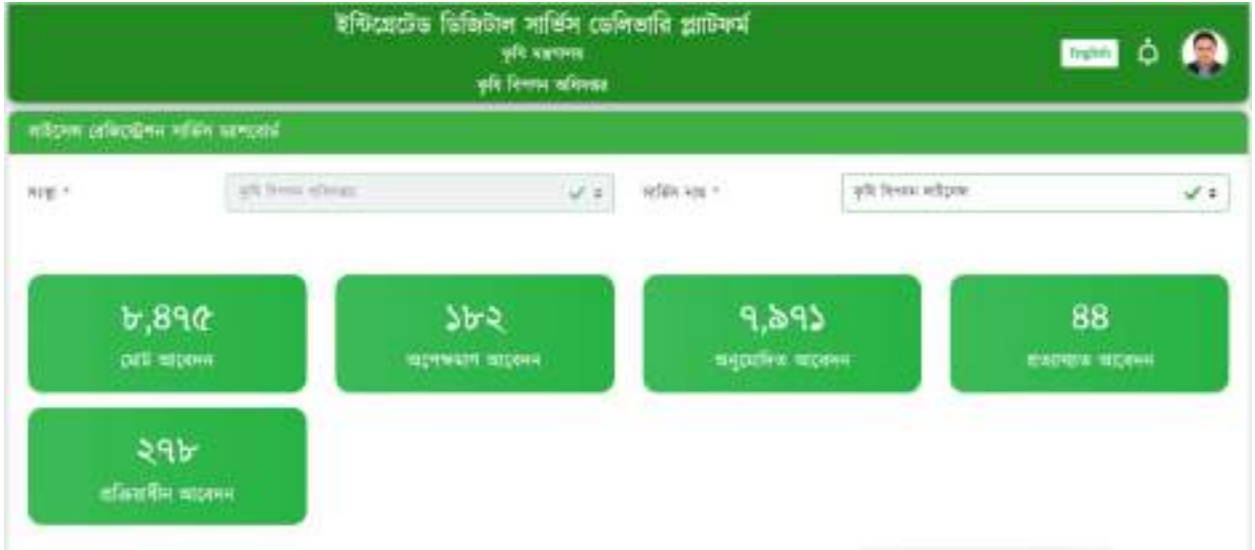 ইন্টিগ্রেটেড ডিজিটাল সার্ভিস ডেলিভারি প্ল্যাটফর্ম
কৃষি মন্ত্রণালয়
কৃষি বিপণন অধিদপ্তর
English
লাইসেন্স রেজিস্ট্রেশন সার্ভিস ড্যাশবোর্ড
সংস্থা *
কৃষি বিপণন অধিদপ্তর
সার্ভিস নাম *
কৃষি বিপণন লাইসেন্স
৮,৪৭৫
মোট আবেদন
১৮২
অপেক্ষমাণ আবেদন
৭,৯৭১
অনুমোদিত আবেদন
৪৪
প্রত্যাখ্যাত আবেদন
২৭৮
প্রক্রিয়াধীন আবেদন